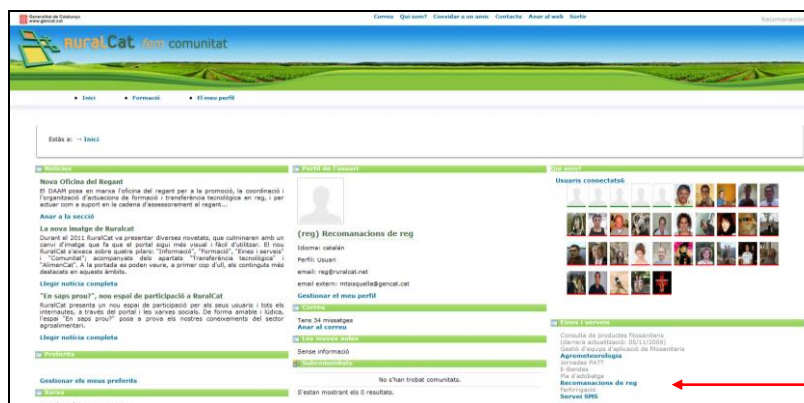 Generalitat de Catalunya
www.gencat.cat
Correu Qui som? Convidar a un amic Contacte Anar al web Sortir
Recomanacion
RuralCat fem comunitat
Inici Formació El meu perfil
Estàs a: → Inici
Notícies
Nova Oficina del Regant
El DAAM posa en marxa l'oficina del regant per a la promoció, la coordinació i
l'organització d'actuacions de formació i transferència tecnològica en reg, i per
actuar com a suport en la cadena d'assessorament al regant...
Anar a la secció
La nova imatge de Ruralcat
Durant el 2011 RuralCat va presentar diverses novetats, que culminaren amb un
canvi d'imatge que fa que el portal sigui més visual i fàcil d'utilitzar. El nou
RuralCat s'aixeca sobre quatre pilars: "Informació", "Formació", "Eines i serveis"
i "Comunitat"; acompanyats dels apartats "Transferència tecnològica" i
"AlimenCat". A la portada es poden veure, a primer cop d'ull, els continguts més
destacats en aquests àmbits.
Llegir notícia completa
"En saps prou?", nou espai de participació a RuralCat
RuralCat presenta un nou espai de participació per als seus usuaris i tots els
internautes, a través del portal i les xarxes socials. De forma amable i lúdica,
l'espai "En saps prou?" posa a prova els nostres coneixements del sector
agroalimentari.
Llegir notícia completa
Preferits
Gestionar els meus preferits
Xarxa
Perfil de l'usuari
(reg) Recomanacions de reg
Idioma: catalán
Perfil: Usuari
email: reg@ruralcat.net
email extern: mtoisquella@gencat.cat
Gestionar el meu perfil
Correu
Tens 34 missatges
Anar al correu
Les meves aules
Sense informació
Subcomunitats
No s'han trobat comunitats.
S'estan mostrant els 0 resultats.
Qui som?
Usuaris connectats:
Eines i serveis
Consulta de productes fitosanitaris
(darrera actualització: 05/11/2009)
Gestió d'equips d'aplicació de fitosanitaris
Agrometeorologia
Jornades PATT
E-Bandes
Pla d'adobatge
Recomanacions de reg
Fertirrigació
Servei SMS